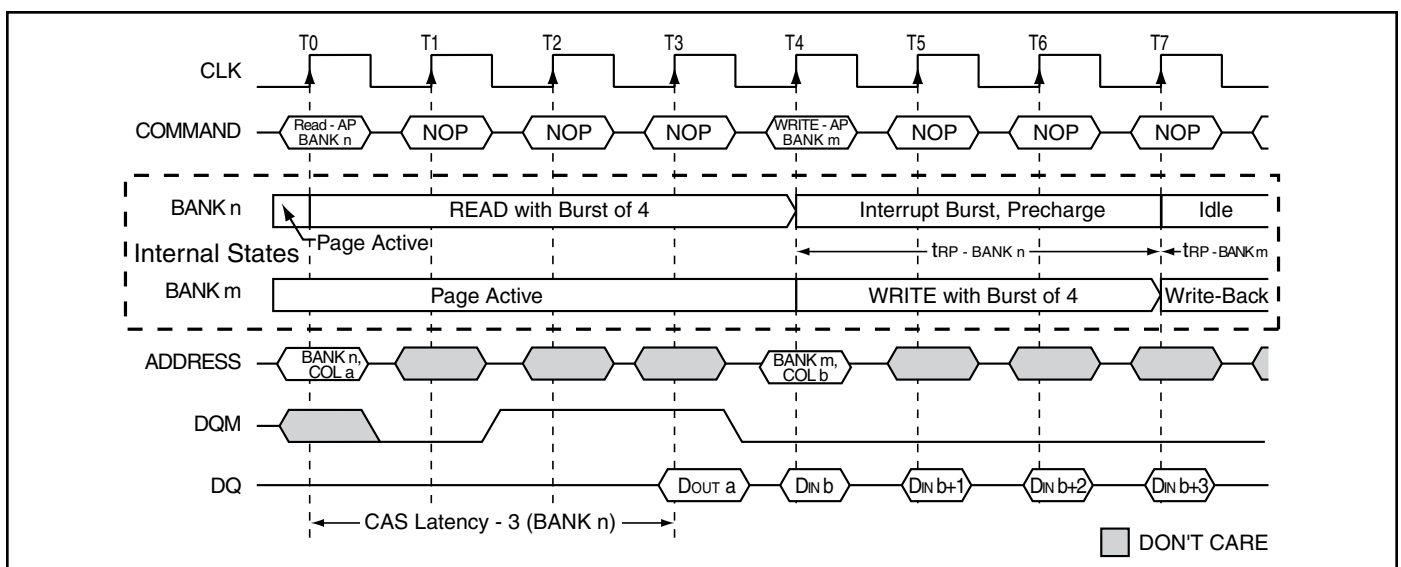 T0 T1 T2 T3 T4 T5 T6 T7
CLK
COMMAND Read - AP BANK n NOP NOP NOP WRITE - AP BANK m NOP NOP NOP
BANK n READ with Burst of 4 Interrupt Burst, Precharge Idle
Page Active
Internal States tRP - BANK n tRP - BANK m
BANK m Page Active WRITE with Burst of 4 Write-Back
ADDRESS BANK n, COL a BANK m, COL b
DQM
DQ DOUT a DIN b DIN b+1 DIN b+2 DIN b+3
CAS Latency - 3 (BANK n)
DON'T CARE